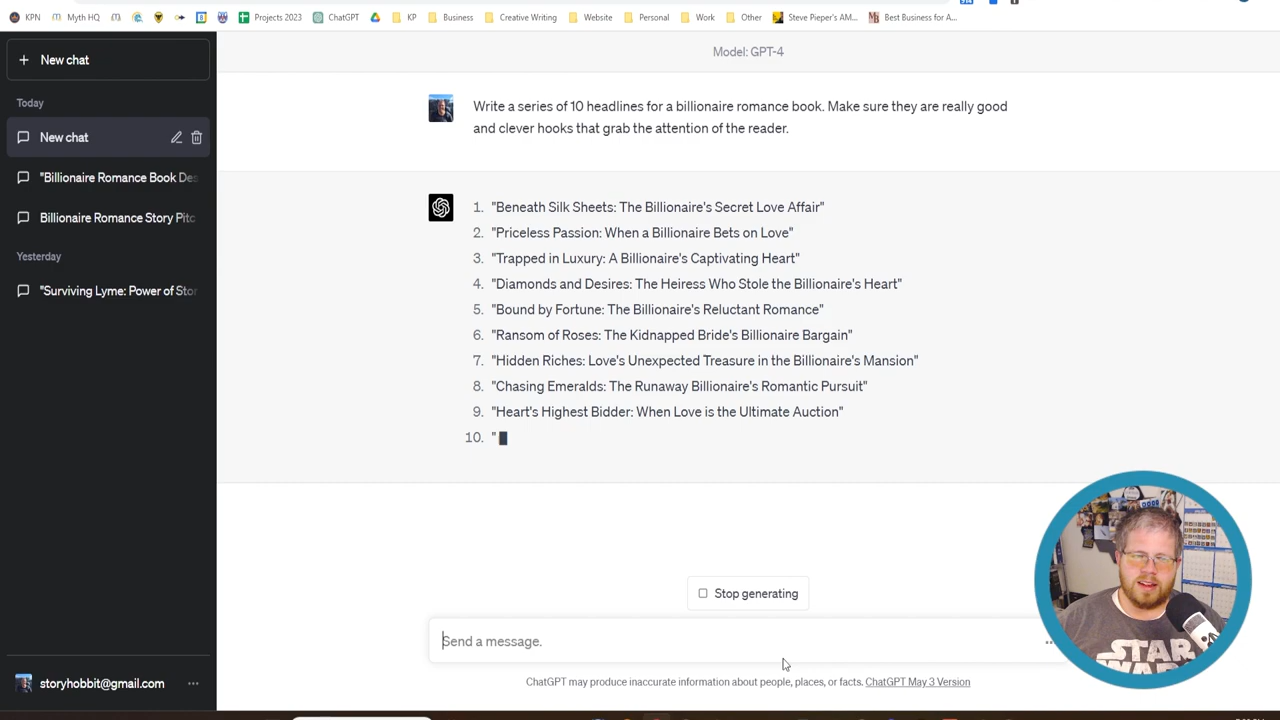 KPN Myth HQ Projects 2023 ChatGPT KP Business Creative Writing Website Personal Work Other Steve Pieper's AM... Best Business for A...
Model: GPT-4
+ New chat
Today
New chat
"Billionaire Romance Book Des
Billionaire Romance Story Pitc
Yesterday
"Surviving Lyme: Power of Stor
Write a series of 10 headlines for a billionaire romance book. Make sure they are really good
and clever hooks that grab the attention of the reader.
1. "Beneath Silk Sheets: The Billionaire's Secret Love Affair"
2. "Priceless Passion: When a Billionaire Bets on Love"
3. "Trapped in Luxury: A Billionaire's Captivating Heart"
4. "Diamonds and Desires: The Heiress Who Stole the Billionaire's Heart"
5. "Bound by Fortune: The Billionaire's Reluctant Romance"
6. "Ransom of Roses: The Kidnapped Bride's Billionaire Bargain"
7. "Hidden Riches: Love's Unexpected Treasure in the Billionaire's Mansion"
8. "Chasing Emeralds: The Runaway Billionaire's Romantic Pursuit"
9. "Heart's Highest Bidder: When Love is the Ultimate Auction"
10. "
Stop generating
Send a message.
ChatGPT may produce inaccurate information about people, places, or facts. ChatGPT May 3 Version
storyhobbit@gmail.com
STAR
WARS